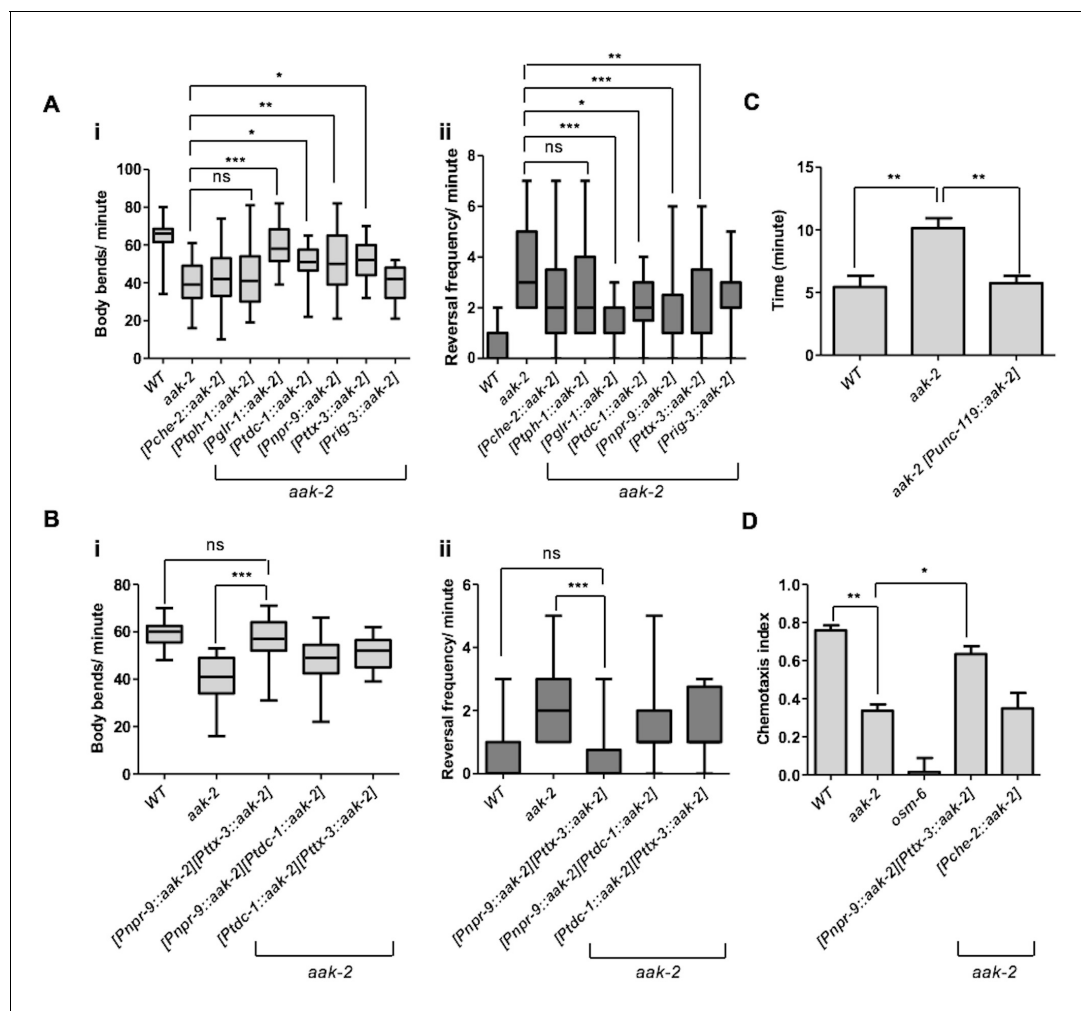 A
i
Body bends/ minute
100
80
60
40
20
0
*
**
*
***
ns
WT
aak-2
[Pche-2::aak-2]
[Ptph-1::aak-2]
[Pglr-1::aak-2]
[Ptdc-1::aak-2]
[Pnpr-9::aak-2]
[Pttx-3::aak-2]
[Prig-3::aak-2]
aak-2
ii
Reversal frequency/ minute
8
6
4
2
0
**
***
*
***
ns
WT
aak-2
[Pche-2::aak-2]
[Ptph-1::aak-2]
[Pglr-1::aak-2]
[Ptdc-1::aak-2]
[Pnpr-9::aak-2]
[Pttx-3::aak-2]
[Prig-3::aak-2]
aak-2
C
Time (minute)
15
10
5
0
**
**
WT
aak-2
aak-2 [Punc-119::aak-2]
B
i
Body bends/ minute
80
60
40
20
0
ns
***
WT
aak-2
[Pnpr-9::aak-2][Pttx-3::aak-2]
[Pnpr-9::aak-2][Ptdc-1::aak-2]
[Ptdc-1::aak-2][Pttx-3::aak-2]
aak-2
ii
Reversal frequency/ minute
6
4
2
0
ns
***
WT
aak-2
[Pnpr-9::aak-2][Pttx-3::aak-2]
[Pnpr-9::aak-2][Ptdc-1::aak-2]
[Ptdc-1::aak-2][Pttx-3::aak-2]
aak-2
D
Chemotaxis index
1.0
0.8
0.6
0.4
0.2
0.0
**
*
WT
aak-2
osm-6
[Pnpr-9::aak-2][Pttx-3::aak-2]
[Pche-2::aak-2]
aak-2